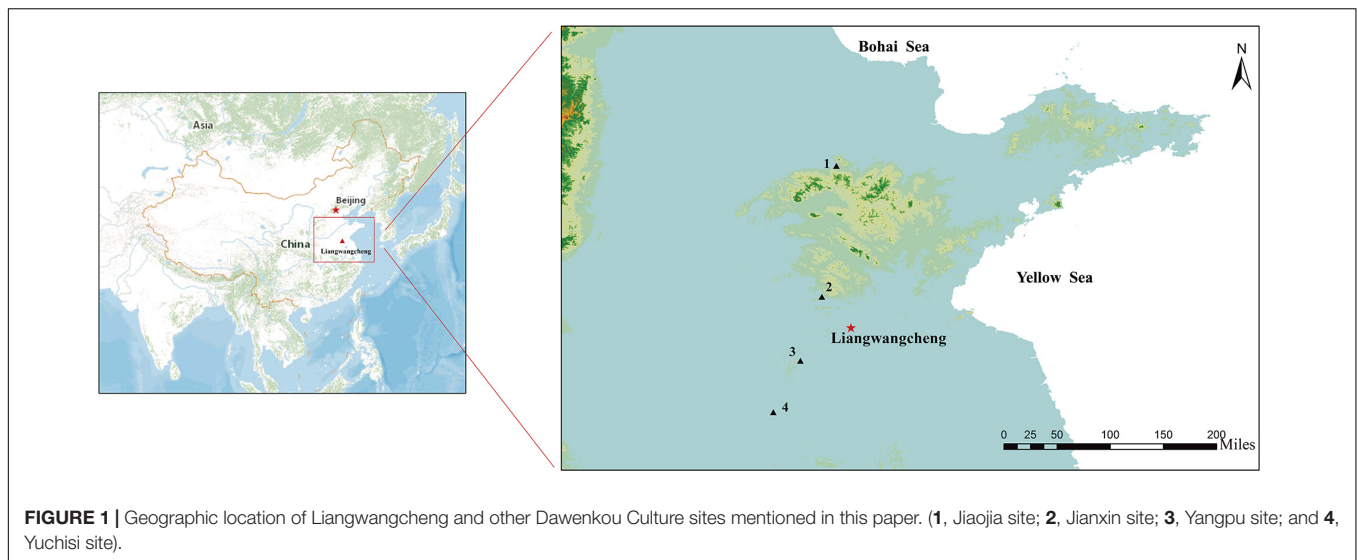 Asia
Beijing
China
Liangwangcheng
Bohai Sea
N
1
Yellow Sea
2
Liangwangcheng
3
4
0 25 50 100 150 200
Miles
FIGURE 1 | Geographic location of Liangwangcheng and other Dawenkou Culture sites mentioned in this paper. (1, Jiaojia site; 2, Jianxin site; 3, Yangpu site; and 4,
Yuchisi site).